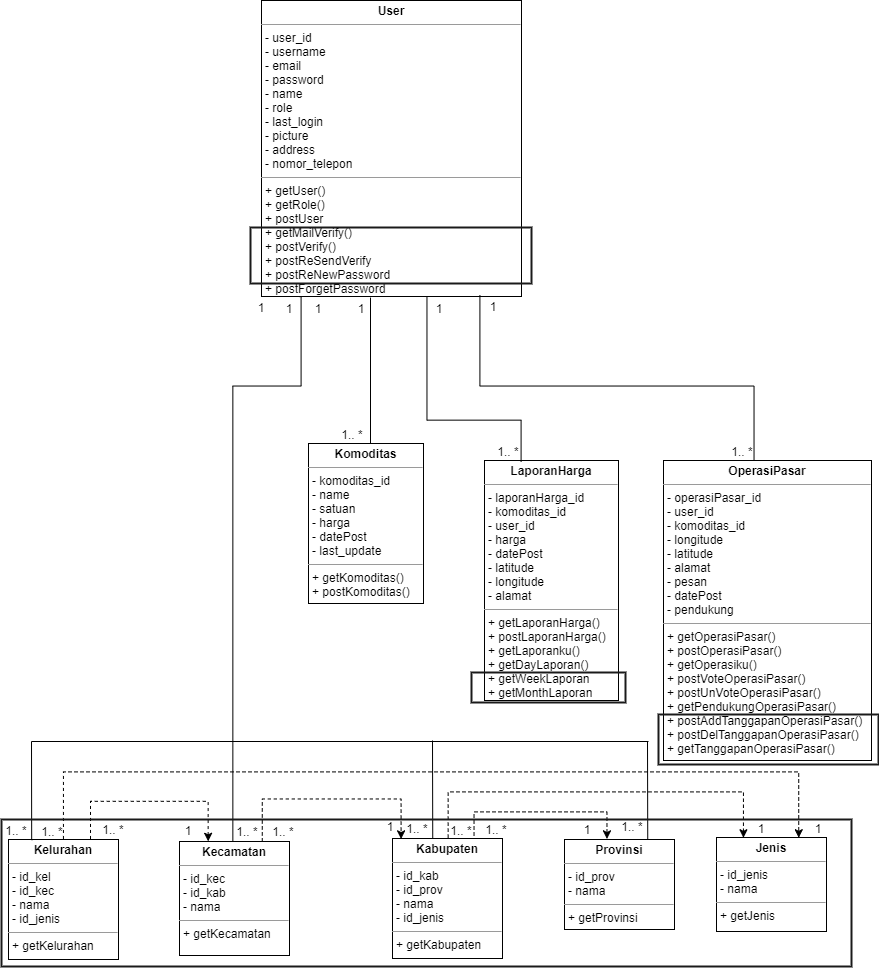 User
- user_id
- username
- email
- password
- name
- role
- last_login
- picture
- address
- nomor_telepon
+ getUser()
+ getRole()
+ postUser
+ getMailVerify()
+ postVerify()
+ postReSendVerify
+ postReNewPassword
+ postForgetPassword
1
1
1
1
1
1
1.. *
1.. *
1.. *
Komoditas
- komoditas_id
- name
- satuan
- harga
- datePost
- last_update
+ getKomoditas()
+ postKomoditas()
LaporanHarga
- laporanHarga_id
- komoditas_id
- user_id
- harga
- datePost
- latitude
- longitude
- alamat
+ getLaporanHarga()
+ postLaporanHarga()
+ getLaporanku()
+ getDayLaporan()
+ getWeekLaporan
+ getMonthLaporan
OperasiPasar
- operasiPasar_id
- user_id
- komoditas_id
- longitude
- latitude
- alamat
- pesan
- datePost
- pendukung
+ getOperasiPasar()
+ postOperasiPasar()
+ getOperasiku()
+ postVoteOperasiPasar()
+ postUnVoteOperasiPasar()
+ getPendukungOperasiPasar()
+ postAddTanggapanOperasiPasar()
+ postDelTanggapanOperasiPasar()
+ getTanggapanOperasiPasar()
1.. *
1.. *
1.. *
1
1.. *
1.. *
1
1.. *
1.. *
1.. *
1
1.. *
1
1
Kelurahan
- id_kel
- id_kec
- nama
- id_jenis
+ getKelurahan
Kecamatan
- id_kec
- id_kab
- nama
+ getKecamatan
Kabupaten
- id_kab
- id_prov
- nama
- id_jenis
+ getKabupaten
Provinsi
- id_prov
- nama
+ getProvinsi
Jenis
- id_jenis
- nama
+ getJenis